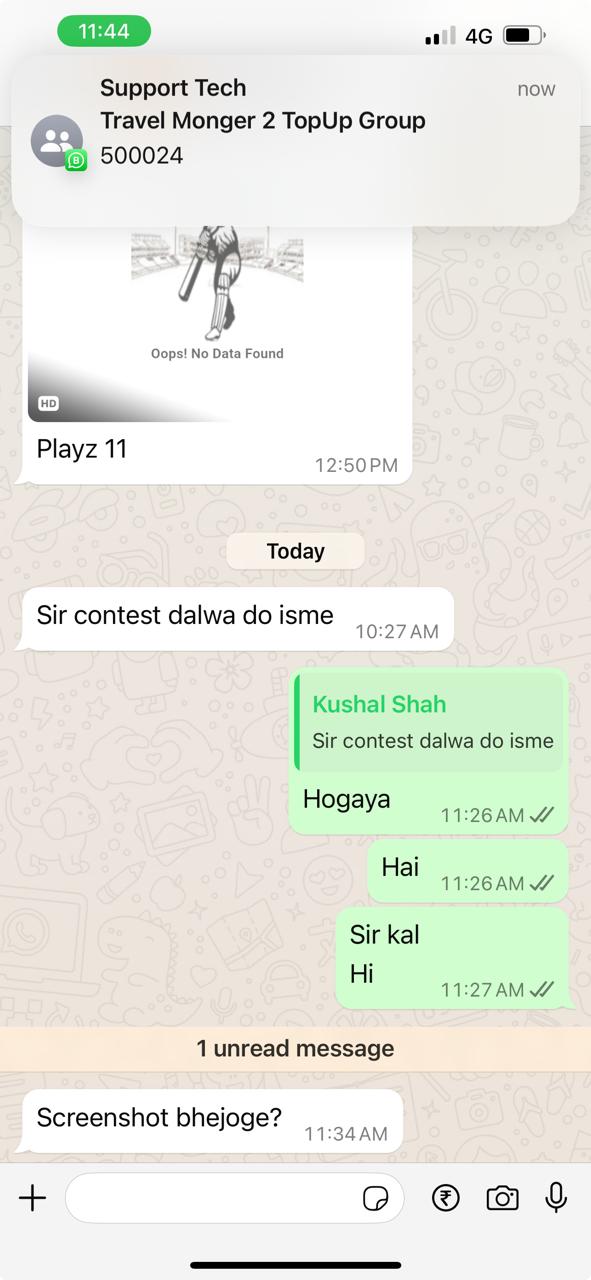 11:44
4G
Support Tech
now
Travel Monger 2 TopUp Group
500024
Oops! No Data Found
HD
Playz 11
12:50 PM
Today
Sir contest dalwa do isme
10:27 AM
Kushal Shah
Sir contest dalwa do isme
Hogaya
11:26 AM
Hai
11:26 AM
Sir kal
Hi
11:27 AM
1 unread message
Screenshot bhejoge?
11:34 AM